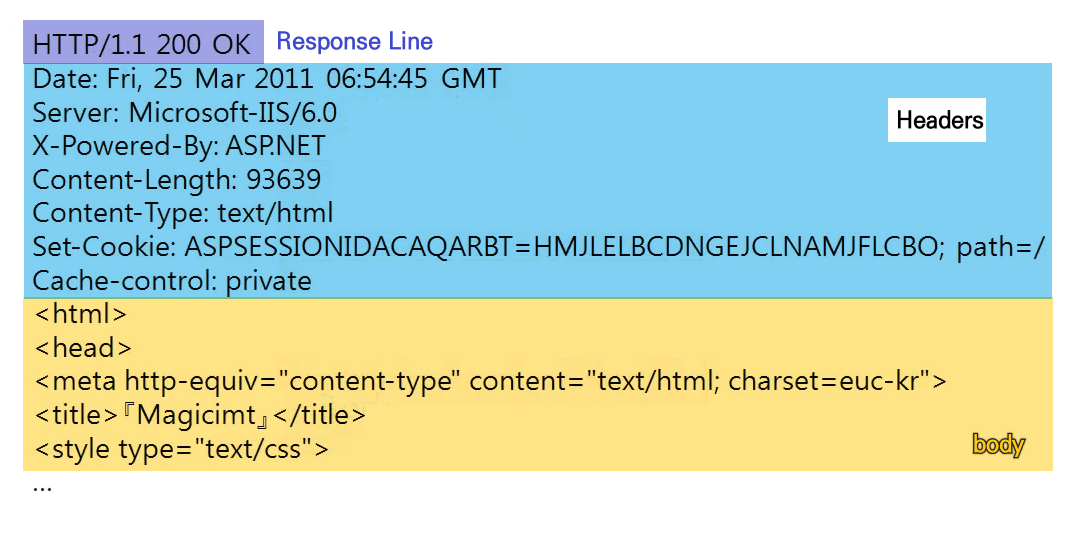 HTTP/1.1 200 OK Response Line
Date: Fri, 25 Mar 2011 06:54:45 GMT
Server: Microsoft-IIS/6.0
Headers
X-Powered-By: ASP.NET
Content-Length: 93639
Content-Type: text/html
Set-Cookie: ASPSESSIONIDACAQARBT=HMJLELBCDNGEJCLNAMJFLCBO; path=/
Cache-control: private
<html>
<head>
<meta http-equiv="content-type" content="text/html; charset=euc-kr">
<title>『Magicimt』</title>
<style type="text/css">
body
...